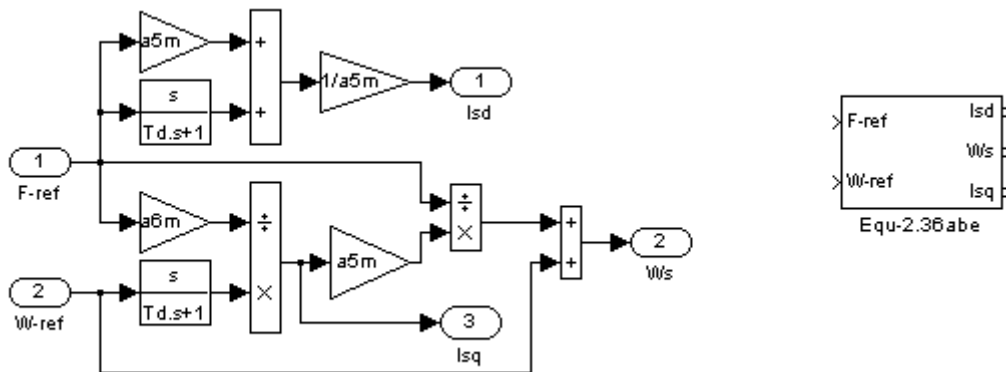 a5m
+
s
Td.s+1
+
1/a5m
1
Isd
1
F-ref
a6m
÷
s
Td.s+1
×
2
W-ref
a5m
÷
×
+
+
2
Ws
3
Isq
F-ref
W-ref
Isd
Ws
Isq
Equ-2.36abe